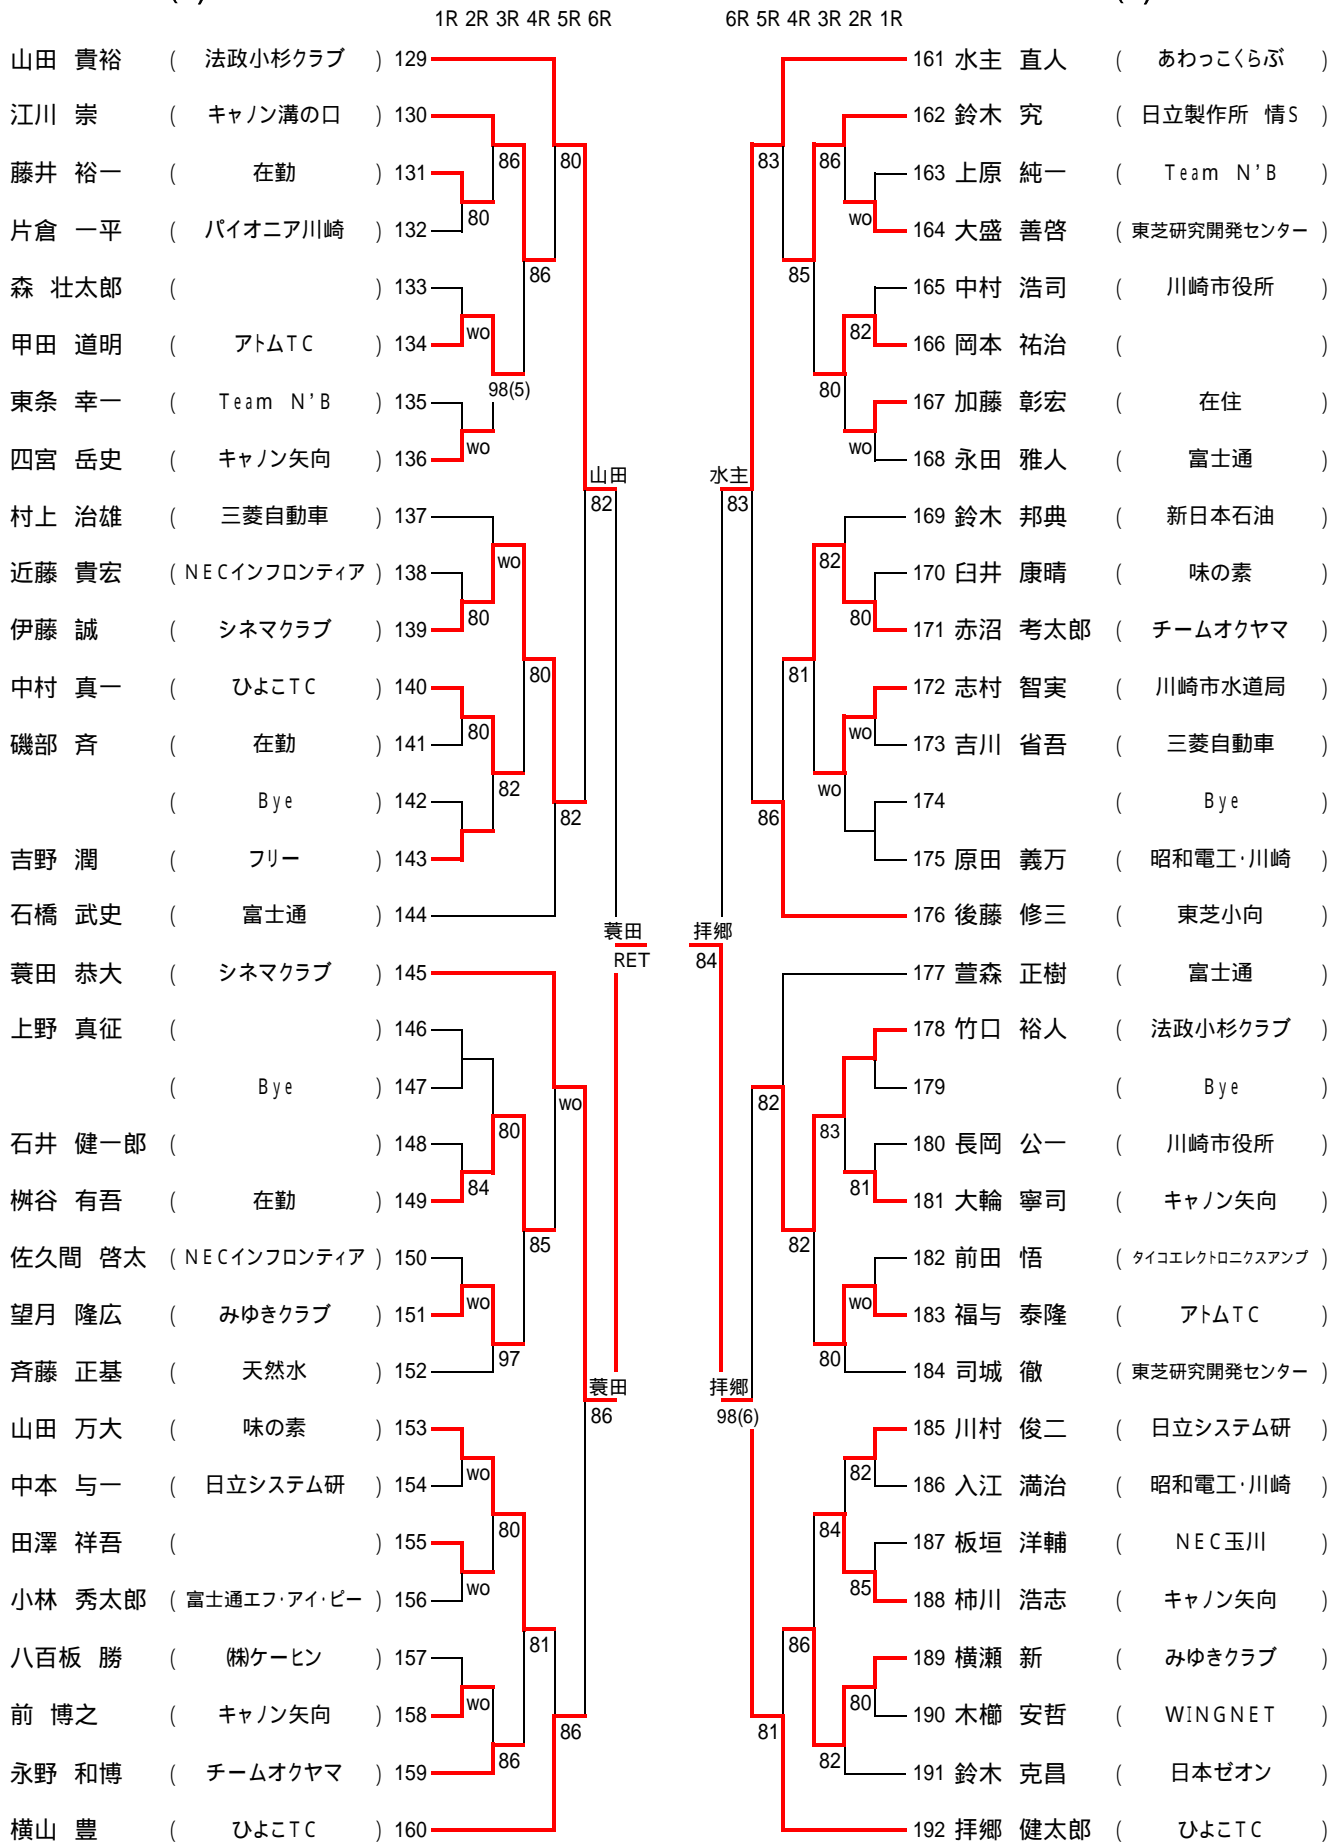 1R 2R 3R 4R 5R 6R 6R 5R 4R 3R 2R 1R
山田 貴裕 ( 法政小杉クラブ ) 129 161 水主 直人 ( あわっこくらぶ )
江川 崇 ( キャノン溝の口 ) 130 162 鈴木 究 ( 日立製作所 情S )
86 80 83 86
藤井 裕一 ( 在勤 ) 131 163 上原 純一 ( Team N'B )
80 wo
片倉 一平 ( パイオニア川崎 ) 132 164 大盛 善啓 ( 東芝研究開発センター )
86 85
森 壮太郎 ( ) 133 165 中村 浩司 ( 川崎市役所 )
wo 82
甲田 道明 ( アトムTC ) 134 166 岡本 祐治 ( )
98(5) 80
東条 幸一 ( Team N'B ) 135 167 加藤 彰宏 ( 在住 )
wo wo
四宮 岳史 ( キャノン矢向 ) 136 168 永田 雅人 ( 富士通 )
山田 水主
82 83
村上 治雄 ( 三菱自動車 ) 137 169 鈴木 邦典 ( 新日本石油 )
wo 82
近藤 貴宏 ( NECインフロンティア ) 138 170 臼井 康晴 ( 味の素 )
80 80
伊藤 誠 ( シネマクラブ ) 139 171 赤沼 考太郎 ( チームオクヤマ )
80 81
中村 真一 ( ひよこTC ) 140 172 志村 智実 ( 川崎市水道局 )
80 wo
磯部 斉 ( 在勤 ) 141 173 吉川 省吾 ( 三菱自動車 )
82 wo
( Bye ) 142 174 ( Bye )
82 86
吉野 潤 ( フリー ) 143 175 原田 義万 ( 昭和電工・川崎 )
石橋 武史 ( 富士通 ) 144 176 後藤 修三 ( 東芝小向 )
蓑田 拝郷
RET 84
蓑田 恭大 ( シネマクラブ ) 145 177 萱森 正樹 ( 富士通 )
上野 真征 ( ) 146 178 竹口 裕人 ( 法政小杉クラブ )
( Bye ) 147 179 ( Bye )
wo 82
80 83
石井 健一郎 ( ) 148 180 長岡 公一 ( 川崎市役所 )
84 81
桝谷 有吾 ( 在勤 ) 149 181 大輪 寧司 ( キャノン矢向 )
85 82
佐久間 啓太 ( NECインフロンティア ) 150 182 前田 悟 ( タイコエレクトロニクスアンプ )
wo wo
望月 隆広 ( みゆきクラブ ) 151 183 福与 泰隆 ( アトムTC )
97 80
斉藤 正基 ( 天然水 ) 152 184 司城 徹 ( 東芝研究開発センター )
蓑田 拝郷
86 98(6)
山田 万大 ( 味の素 ) 153 185 川村 俊二 ( 日立システム研 )
wo 82
中本 与一 ( 日立システム研 ) 154 186 入江 満治 ( 昭和電工・川崎 )
80 84
田澤 祥吾 ( ) 155 187 板垣 洋輔 ( NEC玉川 )
wo 85
小林 秀太郎 ( 富士通エフ・アイ・ピー ) 156 188 柿川 浩志 ( キャノン矢向 )
81 86
八百板 勝 ( ㈱ケーヒン ) 157 189 横瀬 新 ( みゆきクラブ )
wo 80
前 博之 ( キャノン矢向 ) 158 190 木櫛 安哲 ( WINGNET )
86 81
86 82
永野 和博 ( チームオクヤマ ) 159 191 鈴木 克昌 ( 日本ゼオン )
横山 豊 ( ひよこTC ) 160 192 拝郷 健太郎 ( ひよこTC )